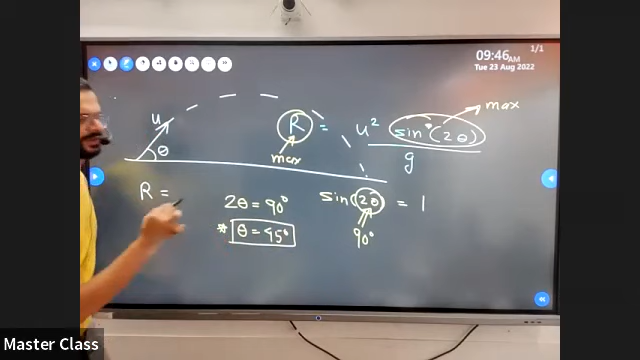 09:46 AM
Tue 23 Aug 2022
1/1
u
θ
R = u² sin(2θ) / g
max
max
R =
2θ = 90°
* θ = 45°
sin(2θ) = 1
90°
Master Class